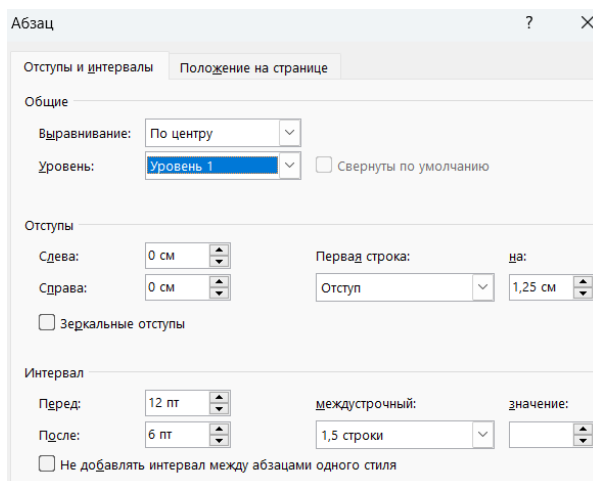 Абзац ?
Отступы и интервалы Положение на странице
Общие
Выравнивание: По центру
Уровень: Уровень 1 Свернуты по умолчанию
Отступы
Слева: 0 см Первая строка: на:
Справа: 0 см Отступ 1,25 см
Зеркальные отступы
Интервал
Перед: 12 пт междустрочный: значение:
После: 6 пт 1,5 строки
Не добавлять интервал между абзацами одного стиля